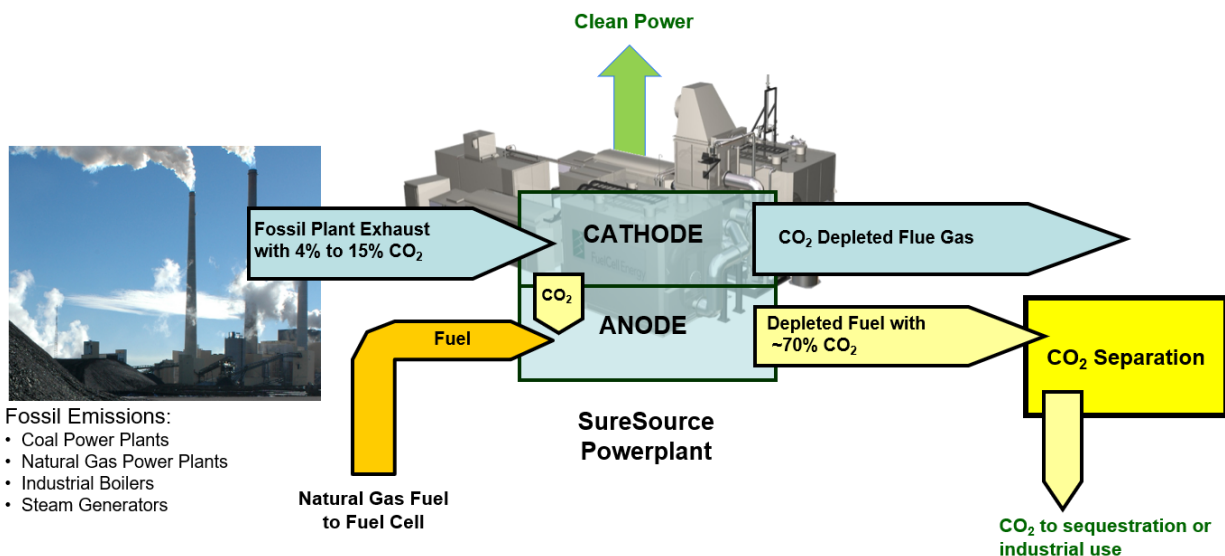 Clean Power
Fossil Plant Exhaust
with 4% to 15% CO₂
CATHODE
CO₂ Depleted Flue Gas
FuelCellEnergy
CO₂
ANODE
Fuel
Depleted Fuel with
~70% CO₂
CO₂ Separation
Fossil Emissions:
• Coal Power Plants
• Natural Gas Power Plants
• Industrial Boilers
• Steam Generators
SureSource
Powerplant
Natural Gas Fuel
to Fuel Cell
CO₂ to sequestration or
industrial use